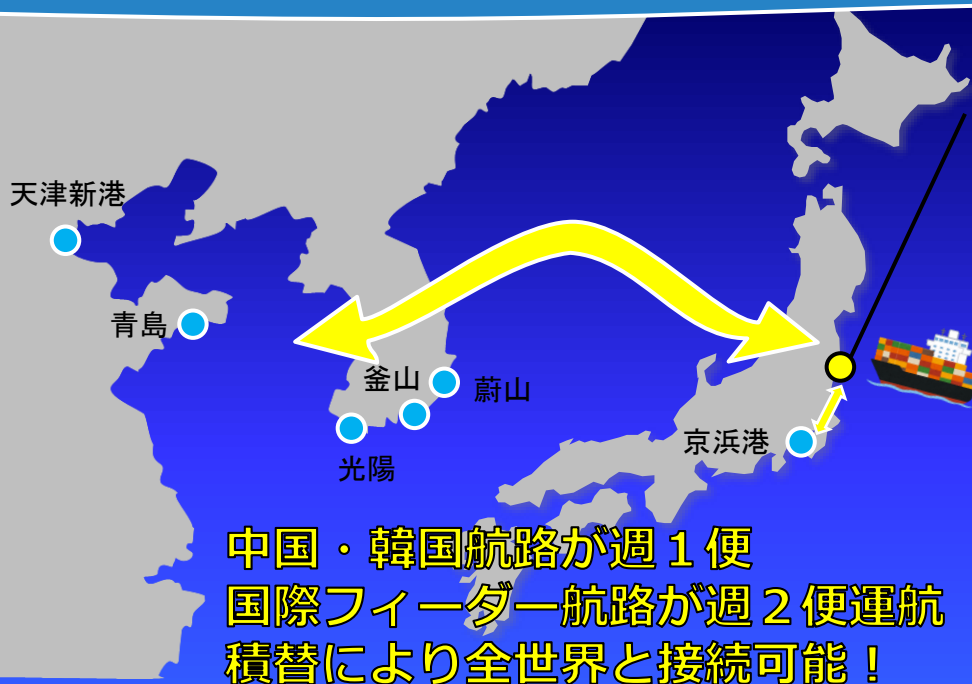 天津新港
青島
釜山
蔚山
光陽
京浜港
中国・韓国航路が週１便
国際フィーダー航路が週２便運航
積替により全世界と接続可能！